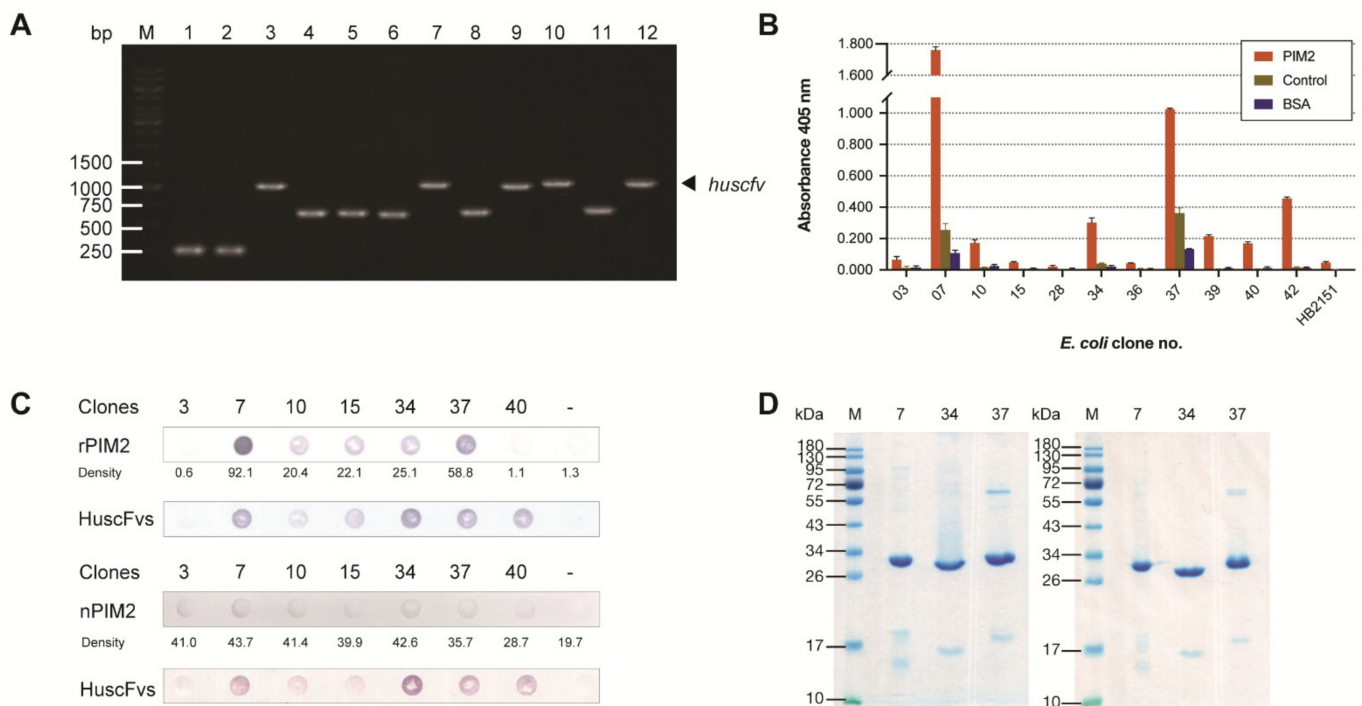 A
bp M 1 2 3 4 5 6 7 8 9 10 11 12
1500
1000
750
500
250
huscfv
B
Absorbance 405 nm
1.800
1.600
1.000
0.800
0.600
0.400
0.200
0.000
PIM2
Control
BSA
03 07 10 15 28 34 36 37 39 40 42 HB2151
E. coli clone no.
C
Clones 3 7 10 15 34 37 40 -
rPIM2
Density 0.6 92.1 20.4 22.1 25.1 58.8 1.1 1.3
HuscFvs
Clones 3 7 10 15 34 37 40 -
nPIM2
Density 41.0 43.7 41.4 39.9 42.6 35.7 28.7 19.7
HuscFvs
D
kDa M 7 34 37
180
130
95
72
55
43
34
26
17
10
kDa M 7 34 37
180
130
95
72
55
43
34
26
17
10